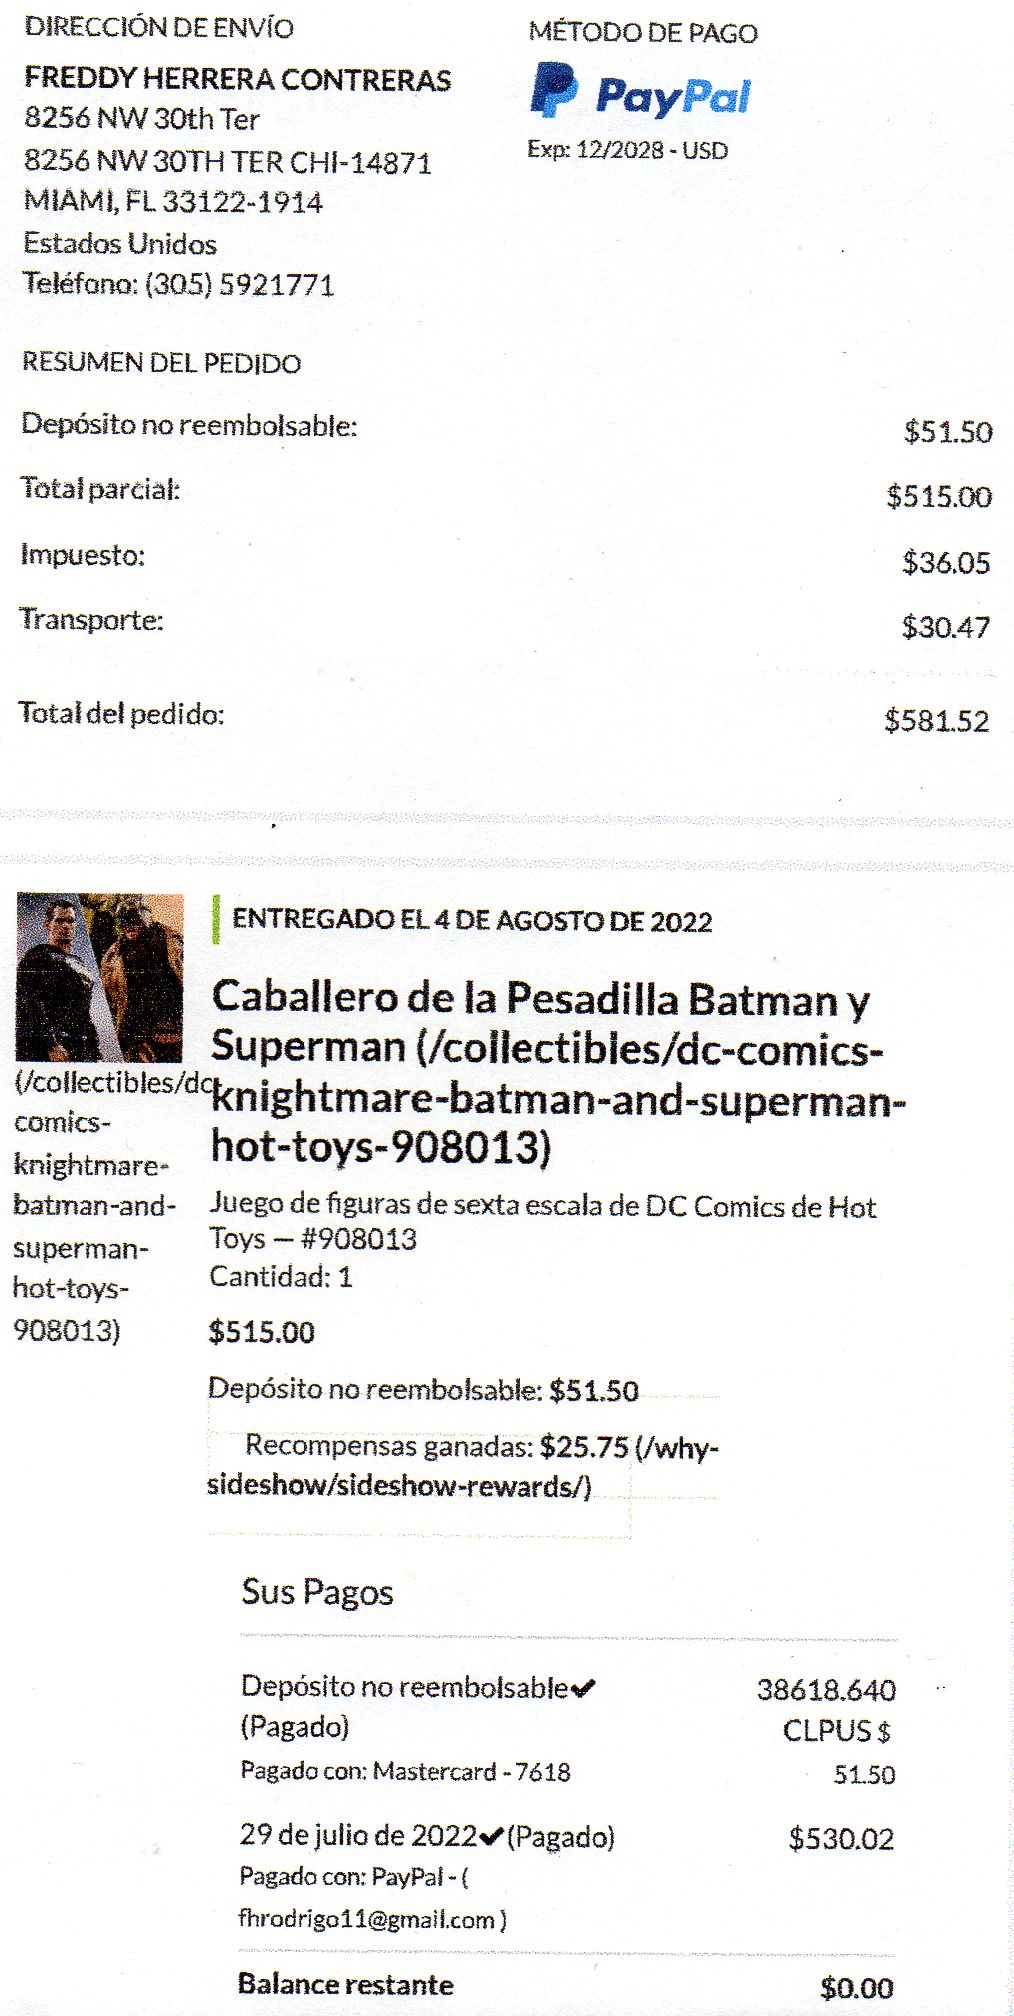 DIRECCIÓN DE ENVÍO
FREDDY HERRERA CONTRERAS
8256 NW 30th Ter
8256 NW 30TH TER CHI-14871
MIAMI, FL 33122-1914
Estados Unidos
Teléfono: (305) 5921771
MÉTODO DE PAGO
PayPal
Exp: 12/2028 - USD
RESUMEN DEL PEDIDO
Depósito no reembolsable: $51.50
Total parcial: $515.00
Impuesto: $36.05
Transporte: $30.47
Total del pedido: $581.52
(/collectibles/dc-
comics-
knightmare-
batman-and-
superman-
hot-toys-
908013)
ENTREGADO EL 4 DE AGOSTO DE 2022
Caballero de la Pesadilla Batman y
Superman (/collectibles/dc-comics-
knightmare-batman-and-superman-
hot-toys-908013)
Juego de figuras de sexta escala de DC Comics de Hot
Toys — #908013
Cantidad: 1
$515.00
Depósito no reembolsable: $51.50
Recompensas ganadas: $25.75 (/why-
sideshow/sideshow-rewards/)
Sus Pagos
Depósito no reembolsable✔ 38618.640
(Pagado) CLPUS $
Pagado con: Mastercard - 7618 51.50
29 de julio de 2022✔(Pagado) $530.02
Pagado con: PayPal - (
fhrodrigo11@gmail.com )
Balance restante $0.00